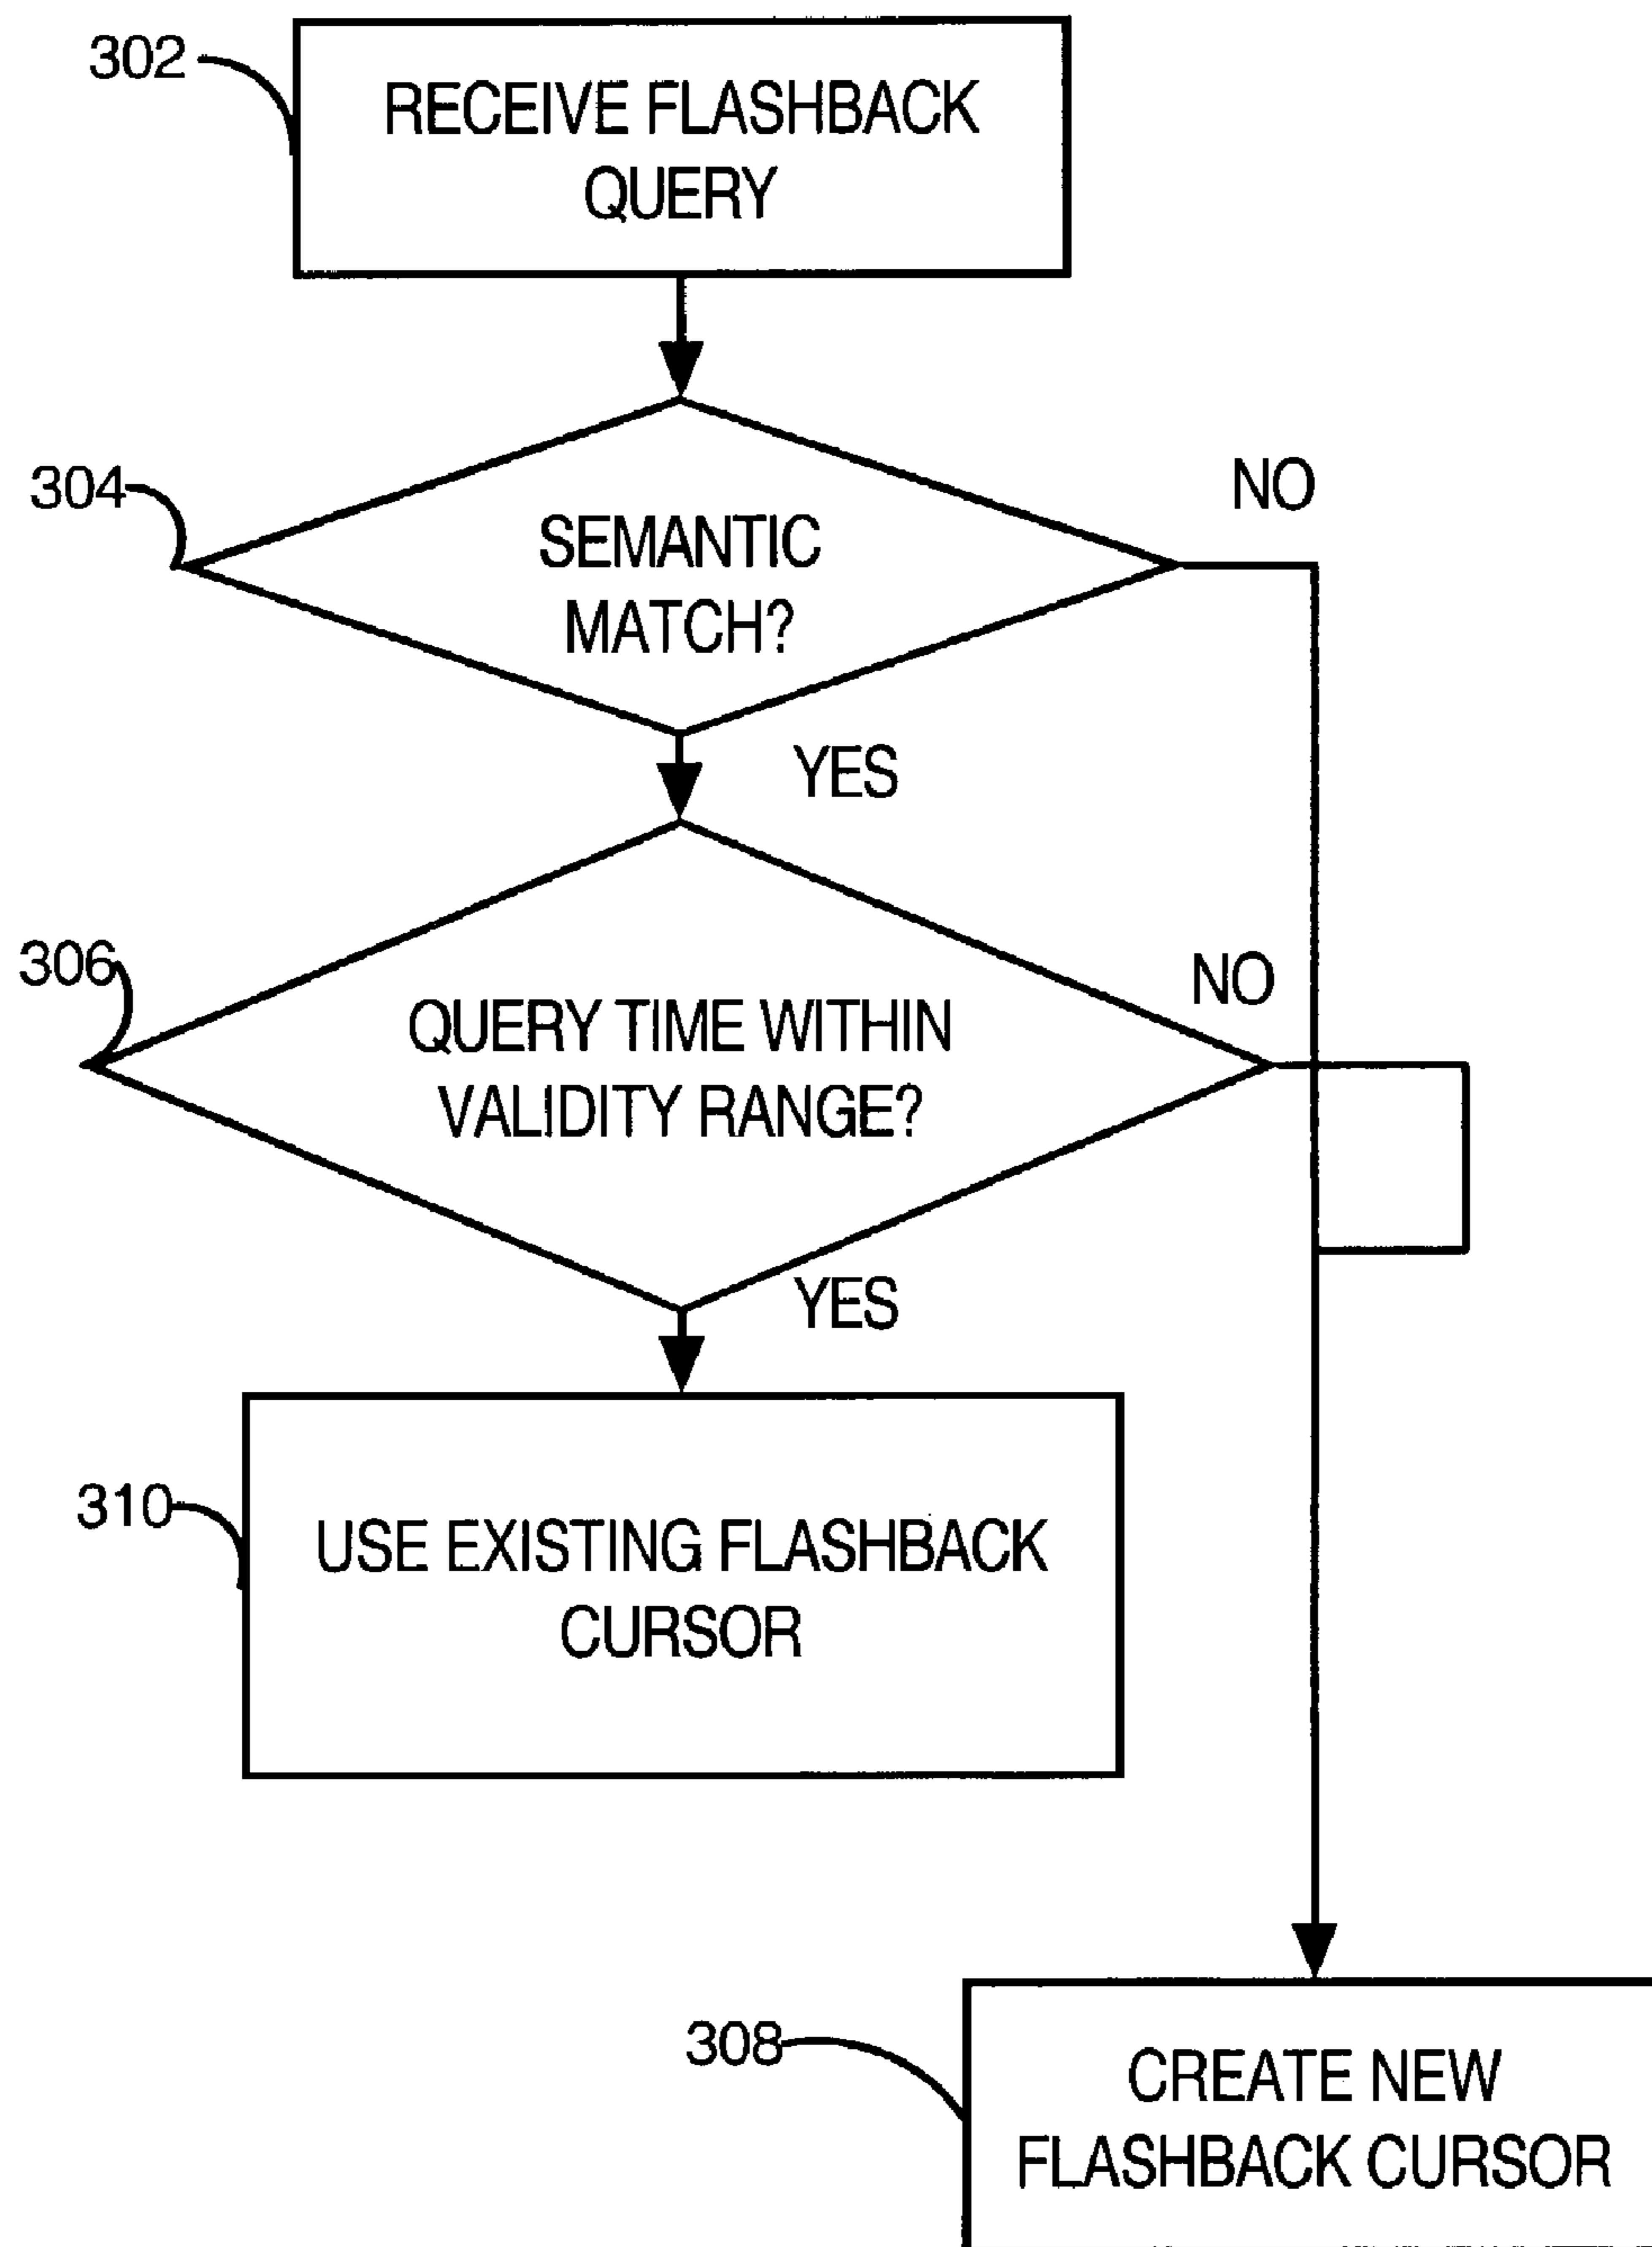 302
RECEIVE FLASHBACK
QUERY
304
SEMANTIC
MATCH?
NO
YES
306
QUERY TIME WITHIN
VALIDITY RANGE?
NO
YES
310
USE EXISTING FLASHBACK
CURSOR
308
CREATE NEW
FLASHBACK CURSOR